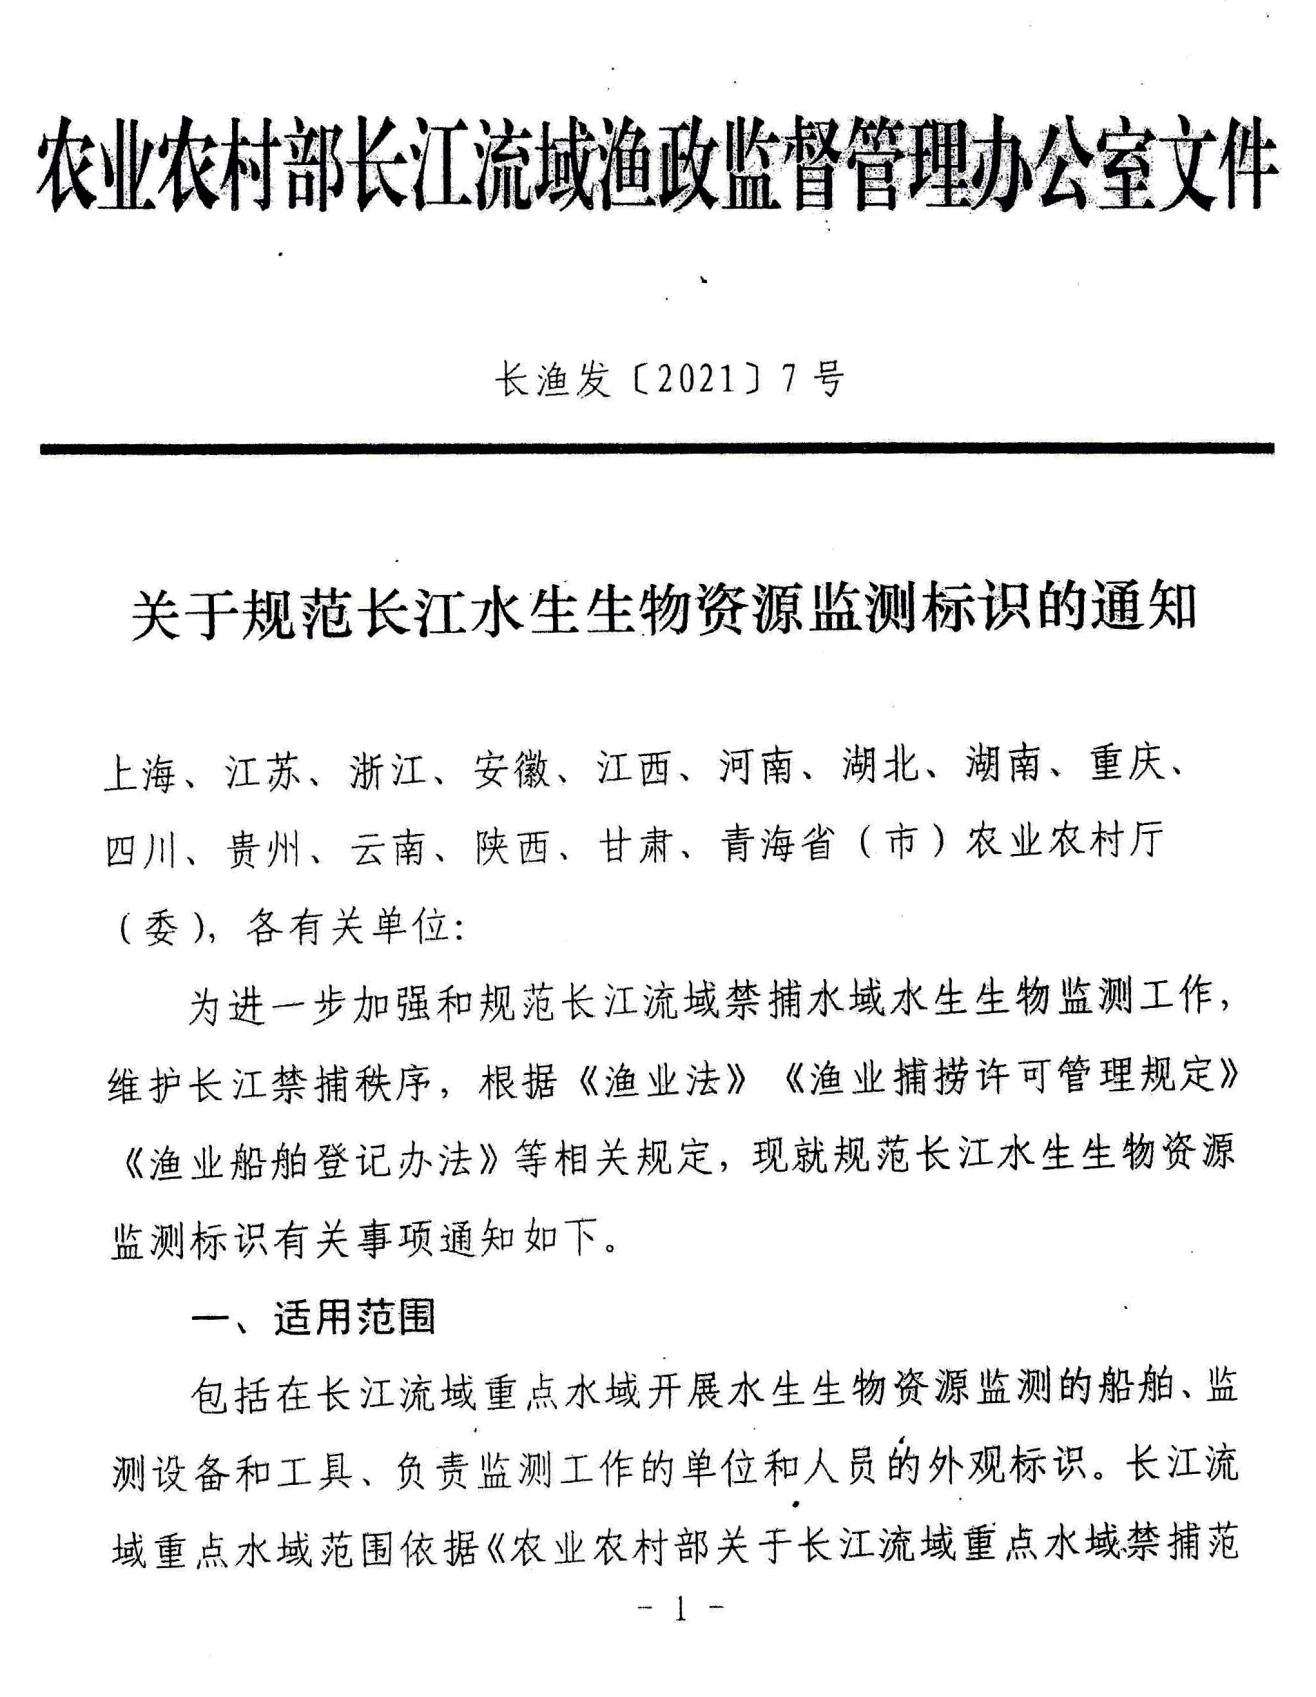 农业农村部长江流域渔政监督管理办公室文件
长渔发〔2021〕7号
关于规范长江水生生物资源监测标识的通知
上海、江苏、浙江、安徽、江西、河南、湖北、湖南、重庆、
四川、贵州、云南、陕西、甘肃、青海省（市）农业农村厅
（委），各有关单位：
为进一步加强和规范长江流域禁捕水域水生生物监测工作，
维护长江禁捕秩序，根据《渔业法》《渔业捕捞许可管理规定》
《渔业船舶登记办法》等相关规定，现就规范长江水生生物资源
监测标识有关事项通知如下。
一、适用范围
包括在长江流域重点水域开展水生生物资源监测的船舶、监
测设备和工具、负责监测工作的单位和人员的外观标识。长江流
域重点水域范围依据《农业农村部关于长江流域重点水域禁捕范
- 1 -